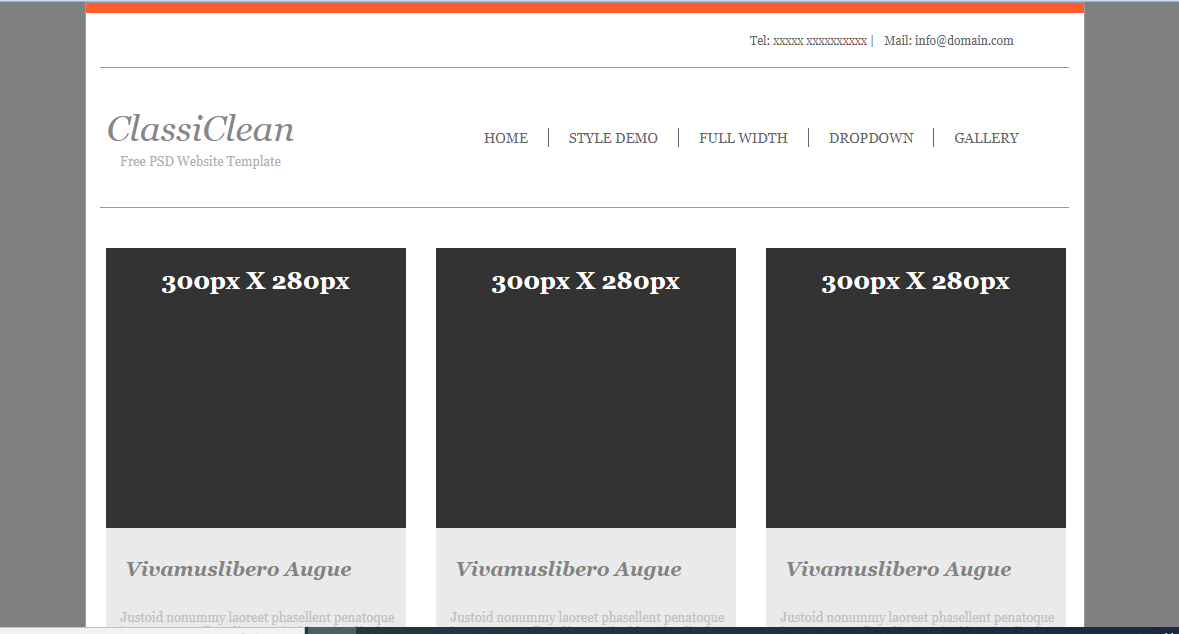 Tel: xxxxx xxxxxxxxxx | Mail: info@domain.com
ClassiClean
Free PSD Website Template
HOME | STYLE DEMO | FULL WIDTH | DROPDOWN | GALLERY
300px X 280px
300px X 280px
300px X 280px
Vivamuslibero Augue
Vivamuslibero Augue
Vivamuslibero Augue
Justoid nonummy laoreet phasellent penatoque
Justoid nonummy laoreet phasellent penatoque
Justoid nonummy laoreet phasellent penatoque